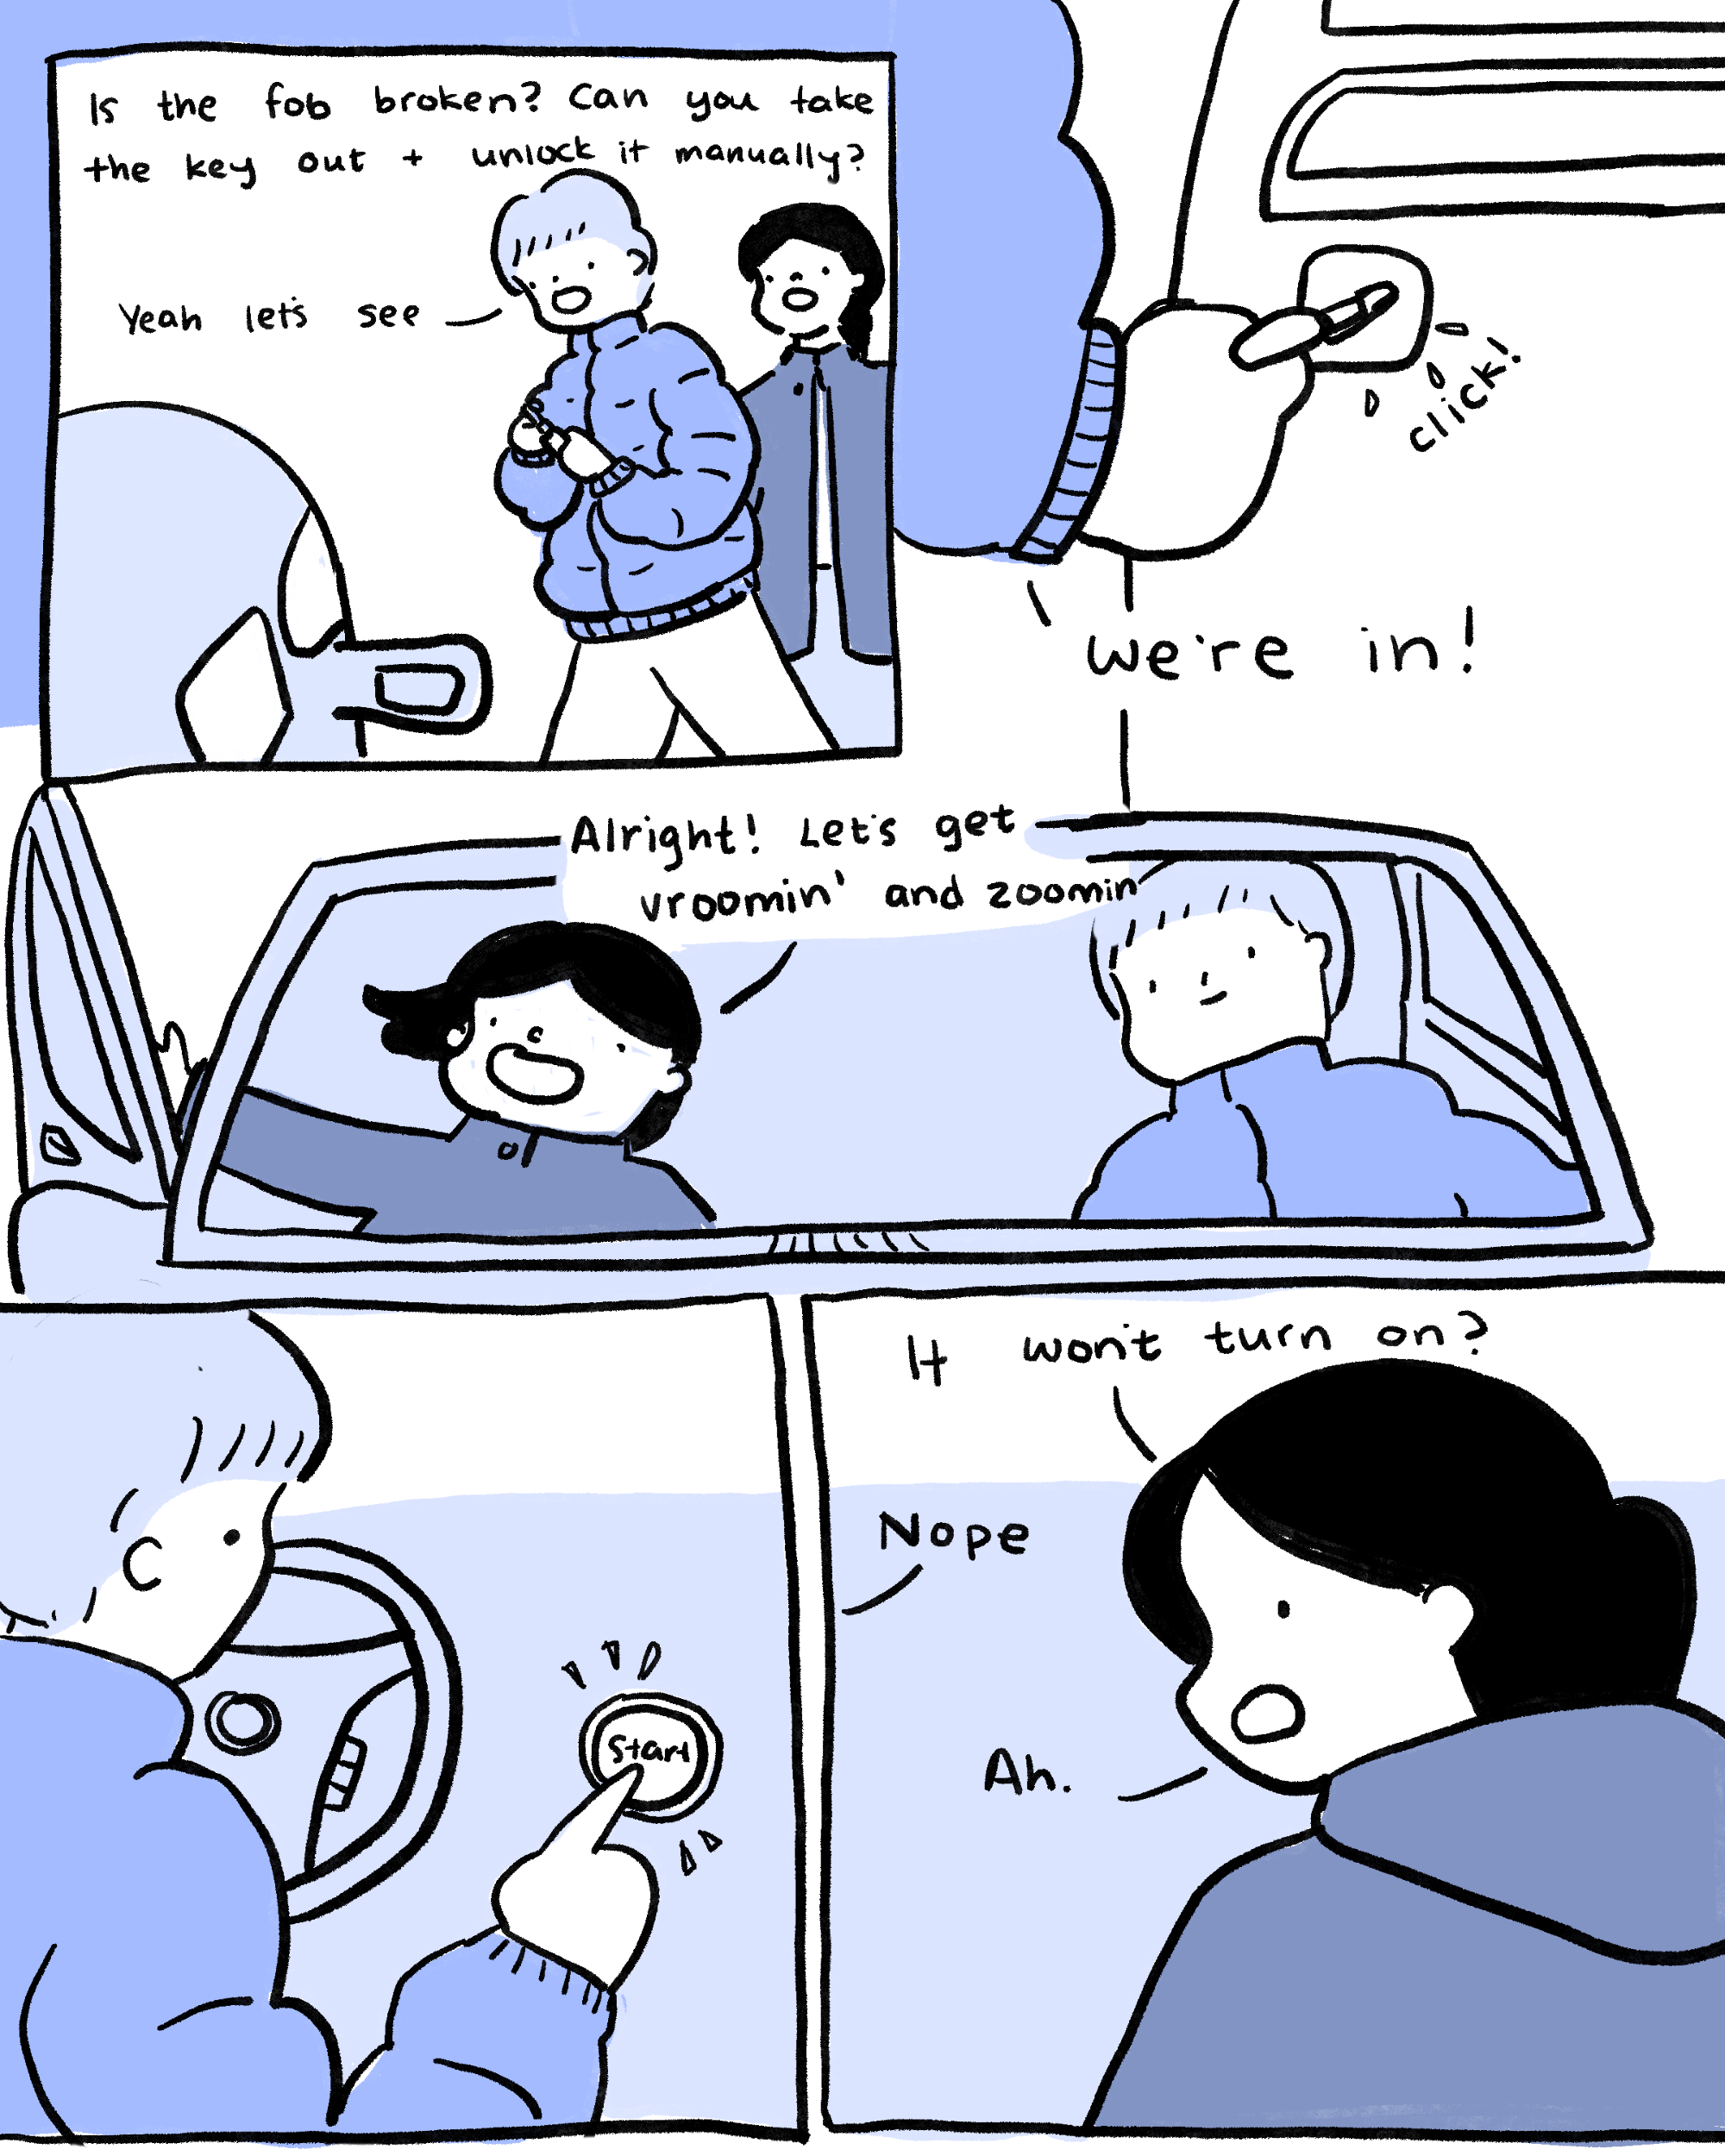 Is the fob broken? Can you take
the key out + unlock it manually?
Yeah let's see
click!
We're in!
Alright! Let's get
vroomin' and zoomin'
Start
It won't turn on?
Nope
Ah.